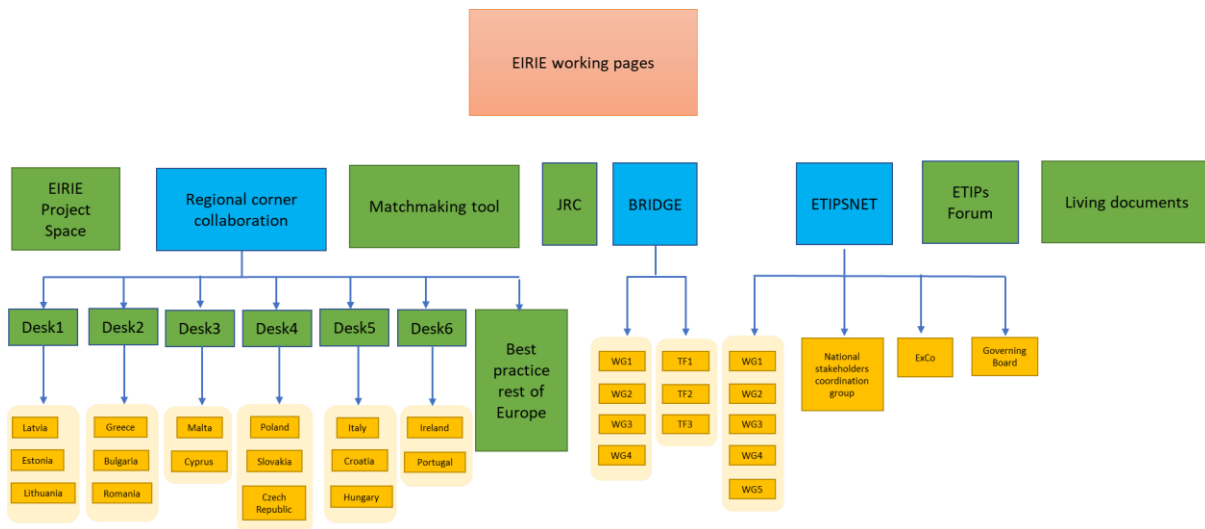 EIRIE working pages
EIRIE
Project
Space
Regional corner
collaboration
Matchmaking tool
JRC
BRIDGE
ETIPSNET
ETIPs
Forum
Living documents
Desk1
Desk2
Desk3
Desk4
Desk5
Desk6
Best
practice
rest of
Europe
Latvia
Estonia
Lithuania
Greece
Bulgaria
Romania
Malta
Cyprus
Poland
Slovakia
Czech
Republic
Italy
Croatia
Hungary
Ireland
Portugal
WG1
WG2
WG3
WG4
TF1
TF2
TF3
WG1
WG2
WG3
WG4
WG5
National
stakeholders
coordination
group
ExCo
Governing
Board